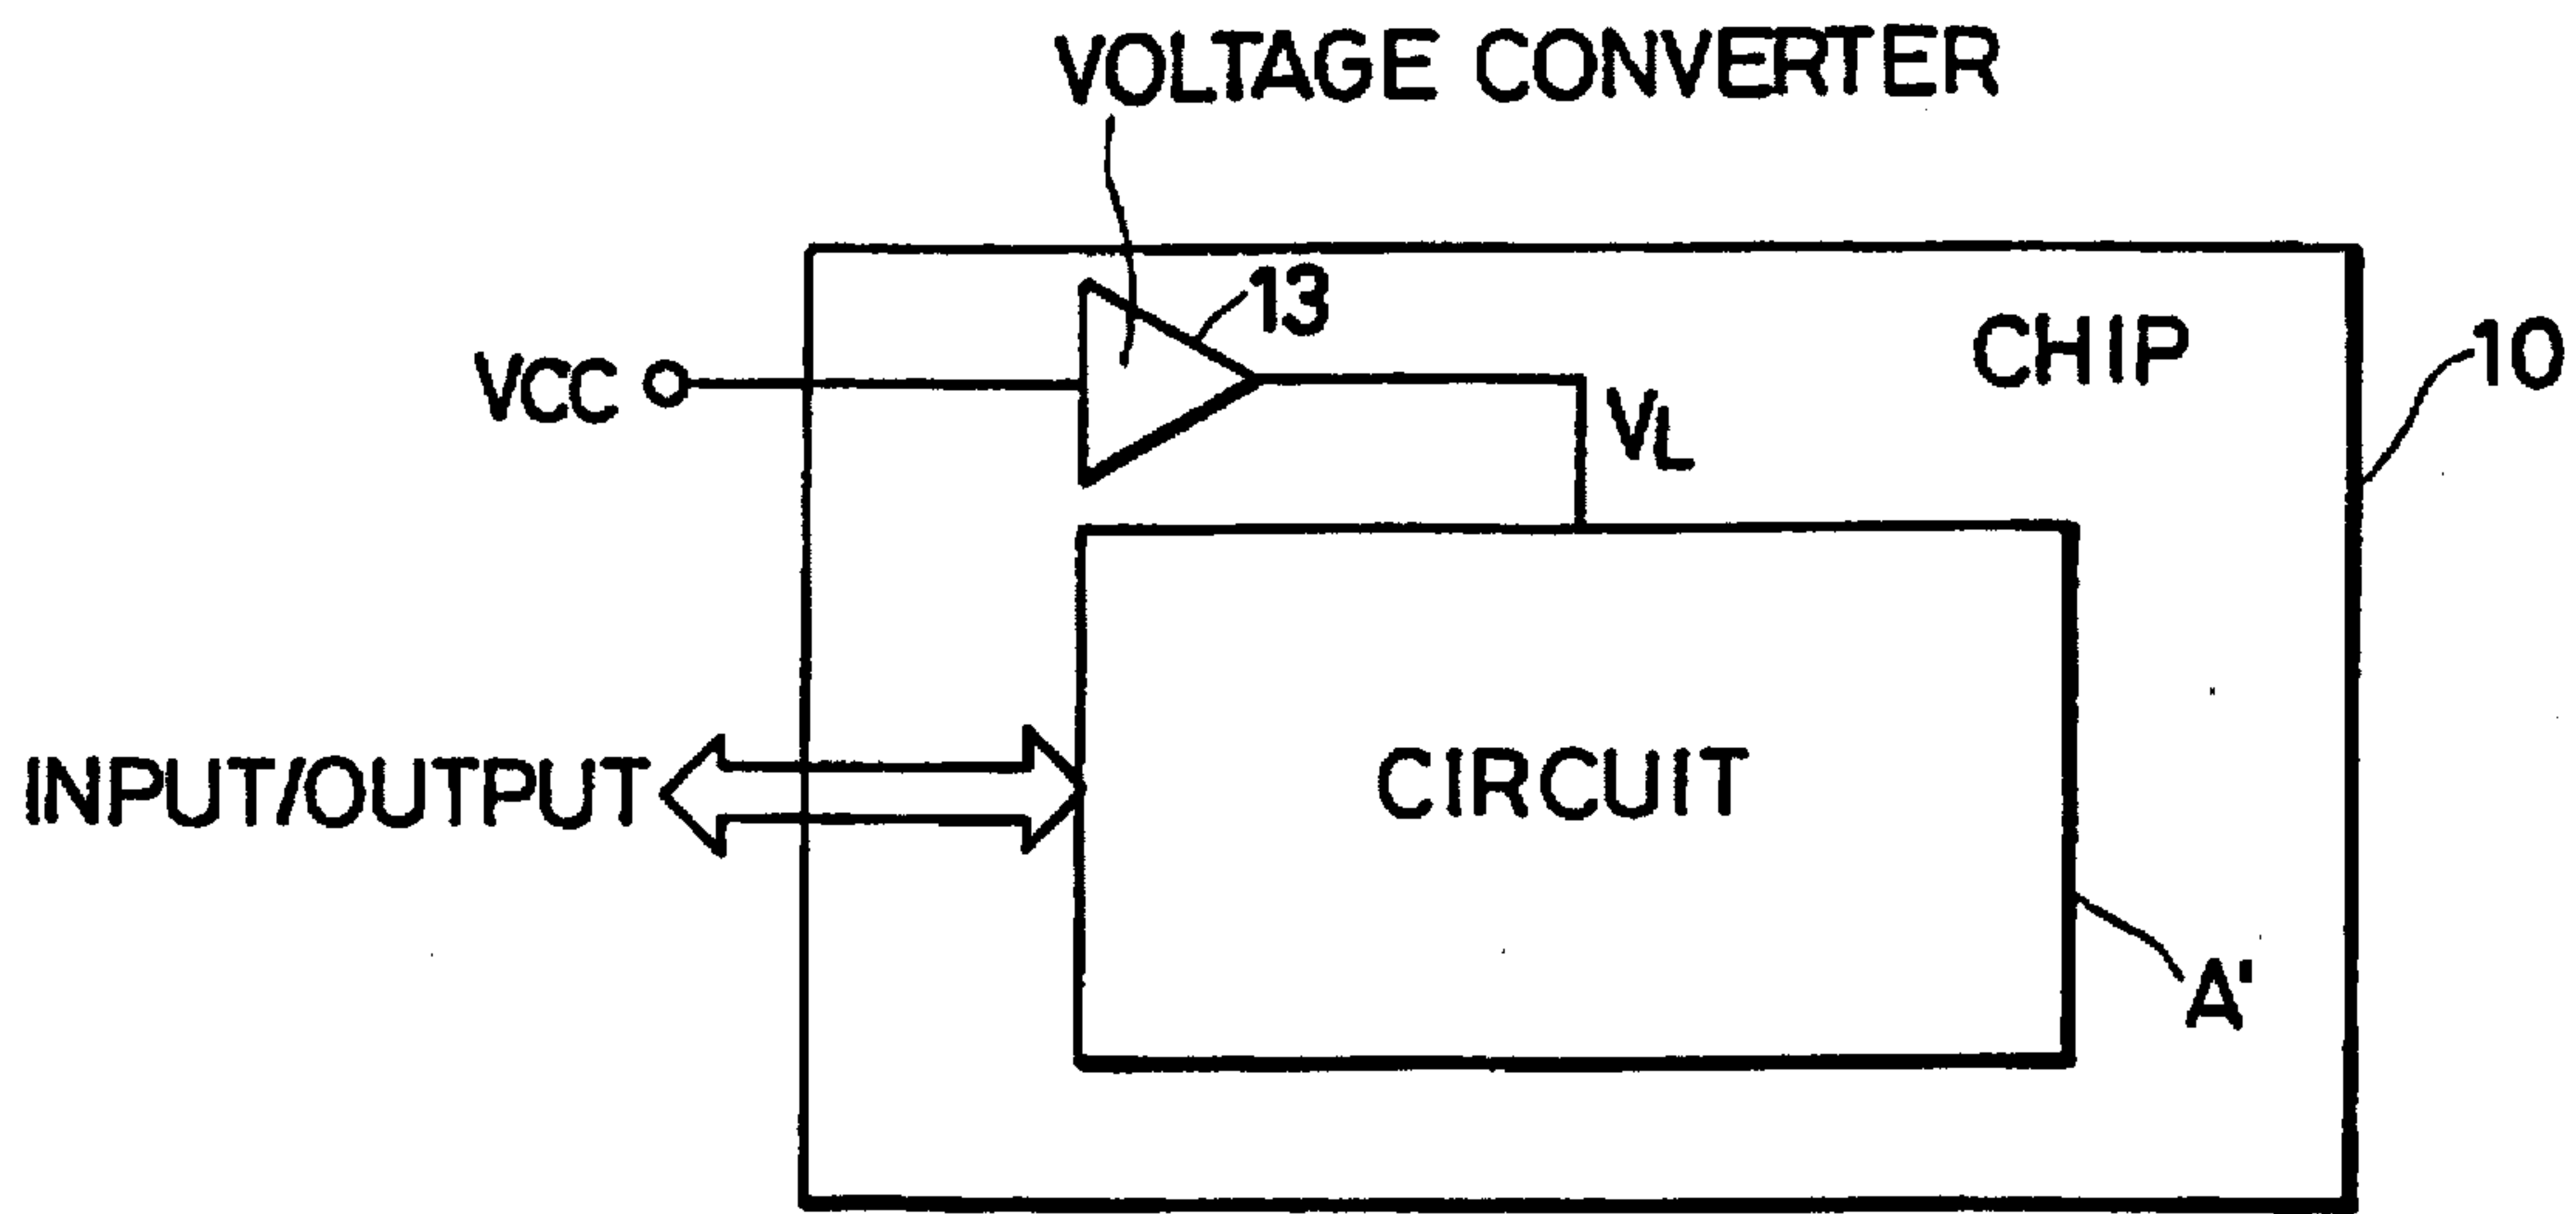 VOLTAGE CONVERTER
13
CHIP
10
VCC
VL
INPUT/OUTPUT
CIRCUIT
A'